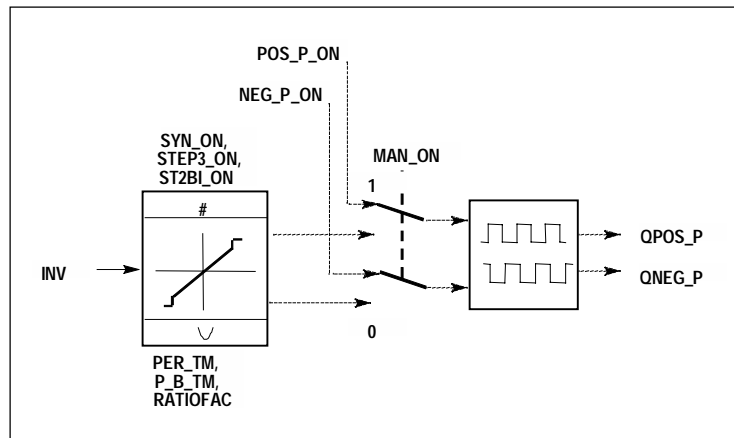 POS_P_ON
NEG_P_ON
SYN_ON,
STEP3_ON,
ST2BI_ON
MAN_ON
1
#
QPOS_P
INV
QNEG_P
0
PER_TM,
P_B_TM,
RATIOFAC